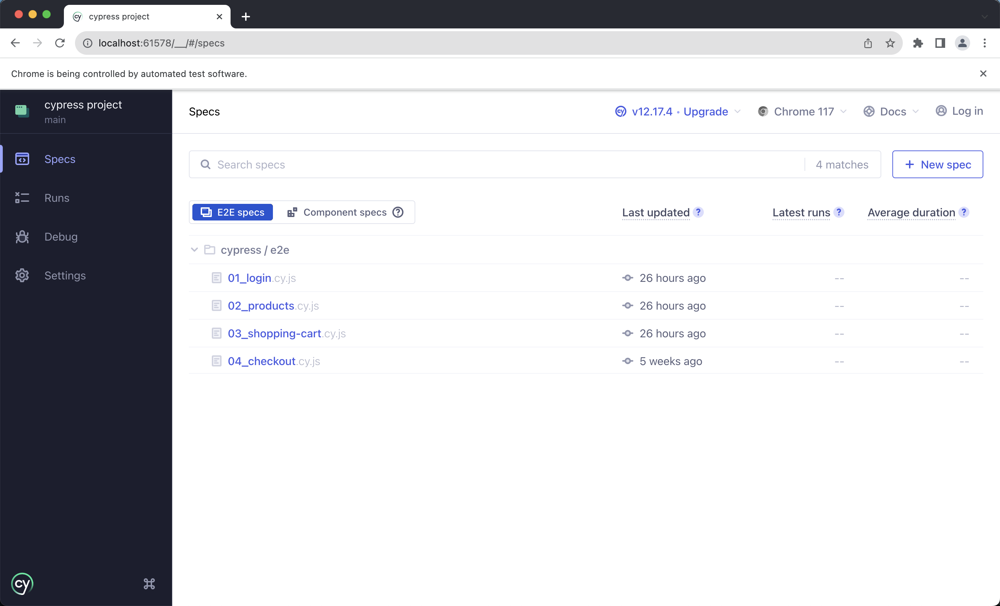 cypress project
localhost:61578/__/#/specs
Chrome is being controlled by automated test software.
cypress project
main
Specs
Runs
Debug
Settings
cy
Specs
v12.17.4 • Upgrade
Chrome 117
Docs
Log in
Search specs
4 matches
+ New spec
E2E specs
Component specs
Last updated ?
Latest runs ?
Average duration ?
cypress / e2e
01_login.cy.js 26 hours ago -- --
02_products.cy.js 26 hours ago -- --
03_shopping-cart.cy.js 26 hours ago -- --
04_checkout.cy.js 5 weeks ago -- --